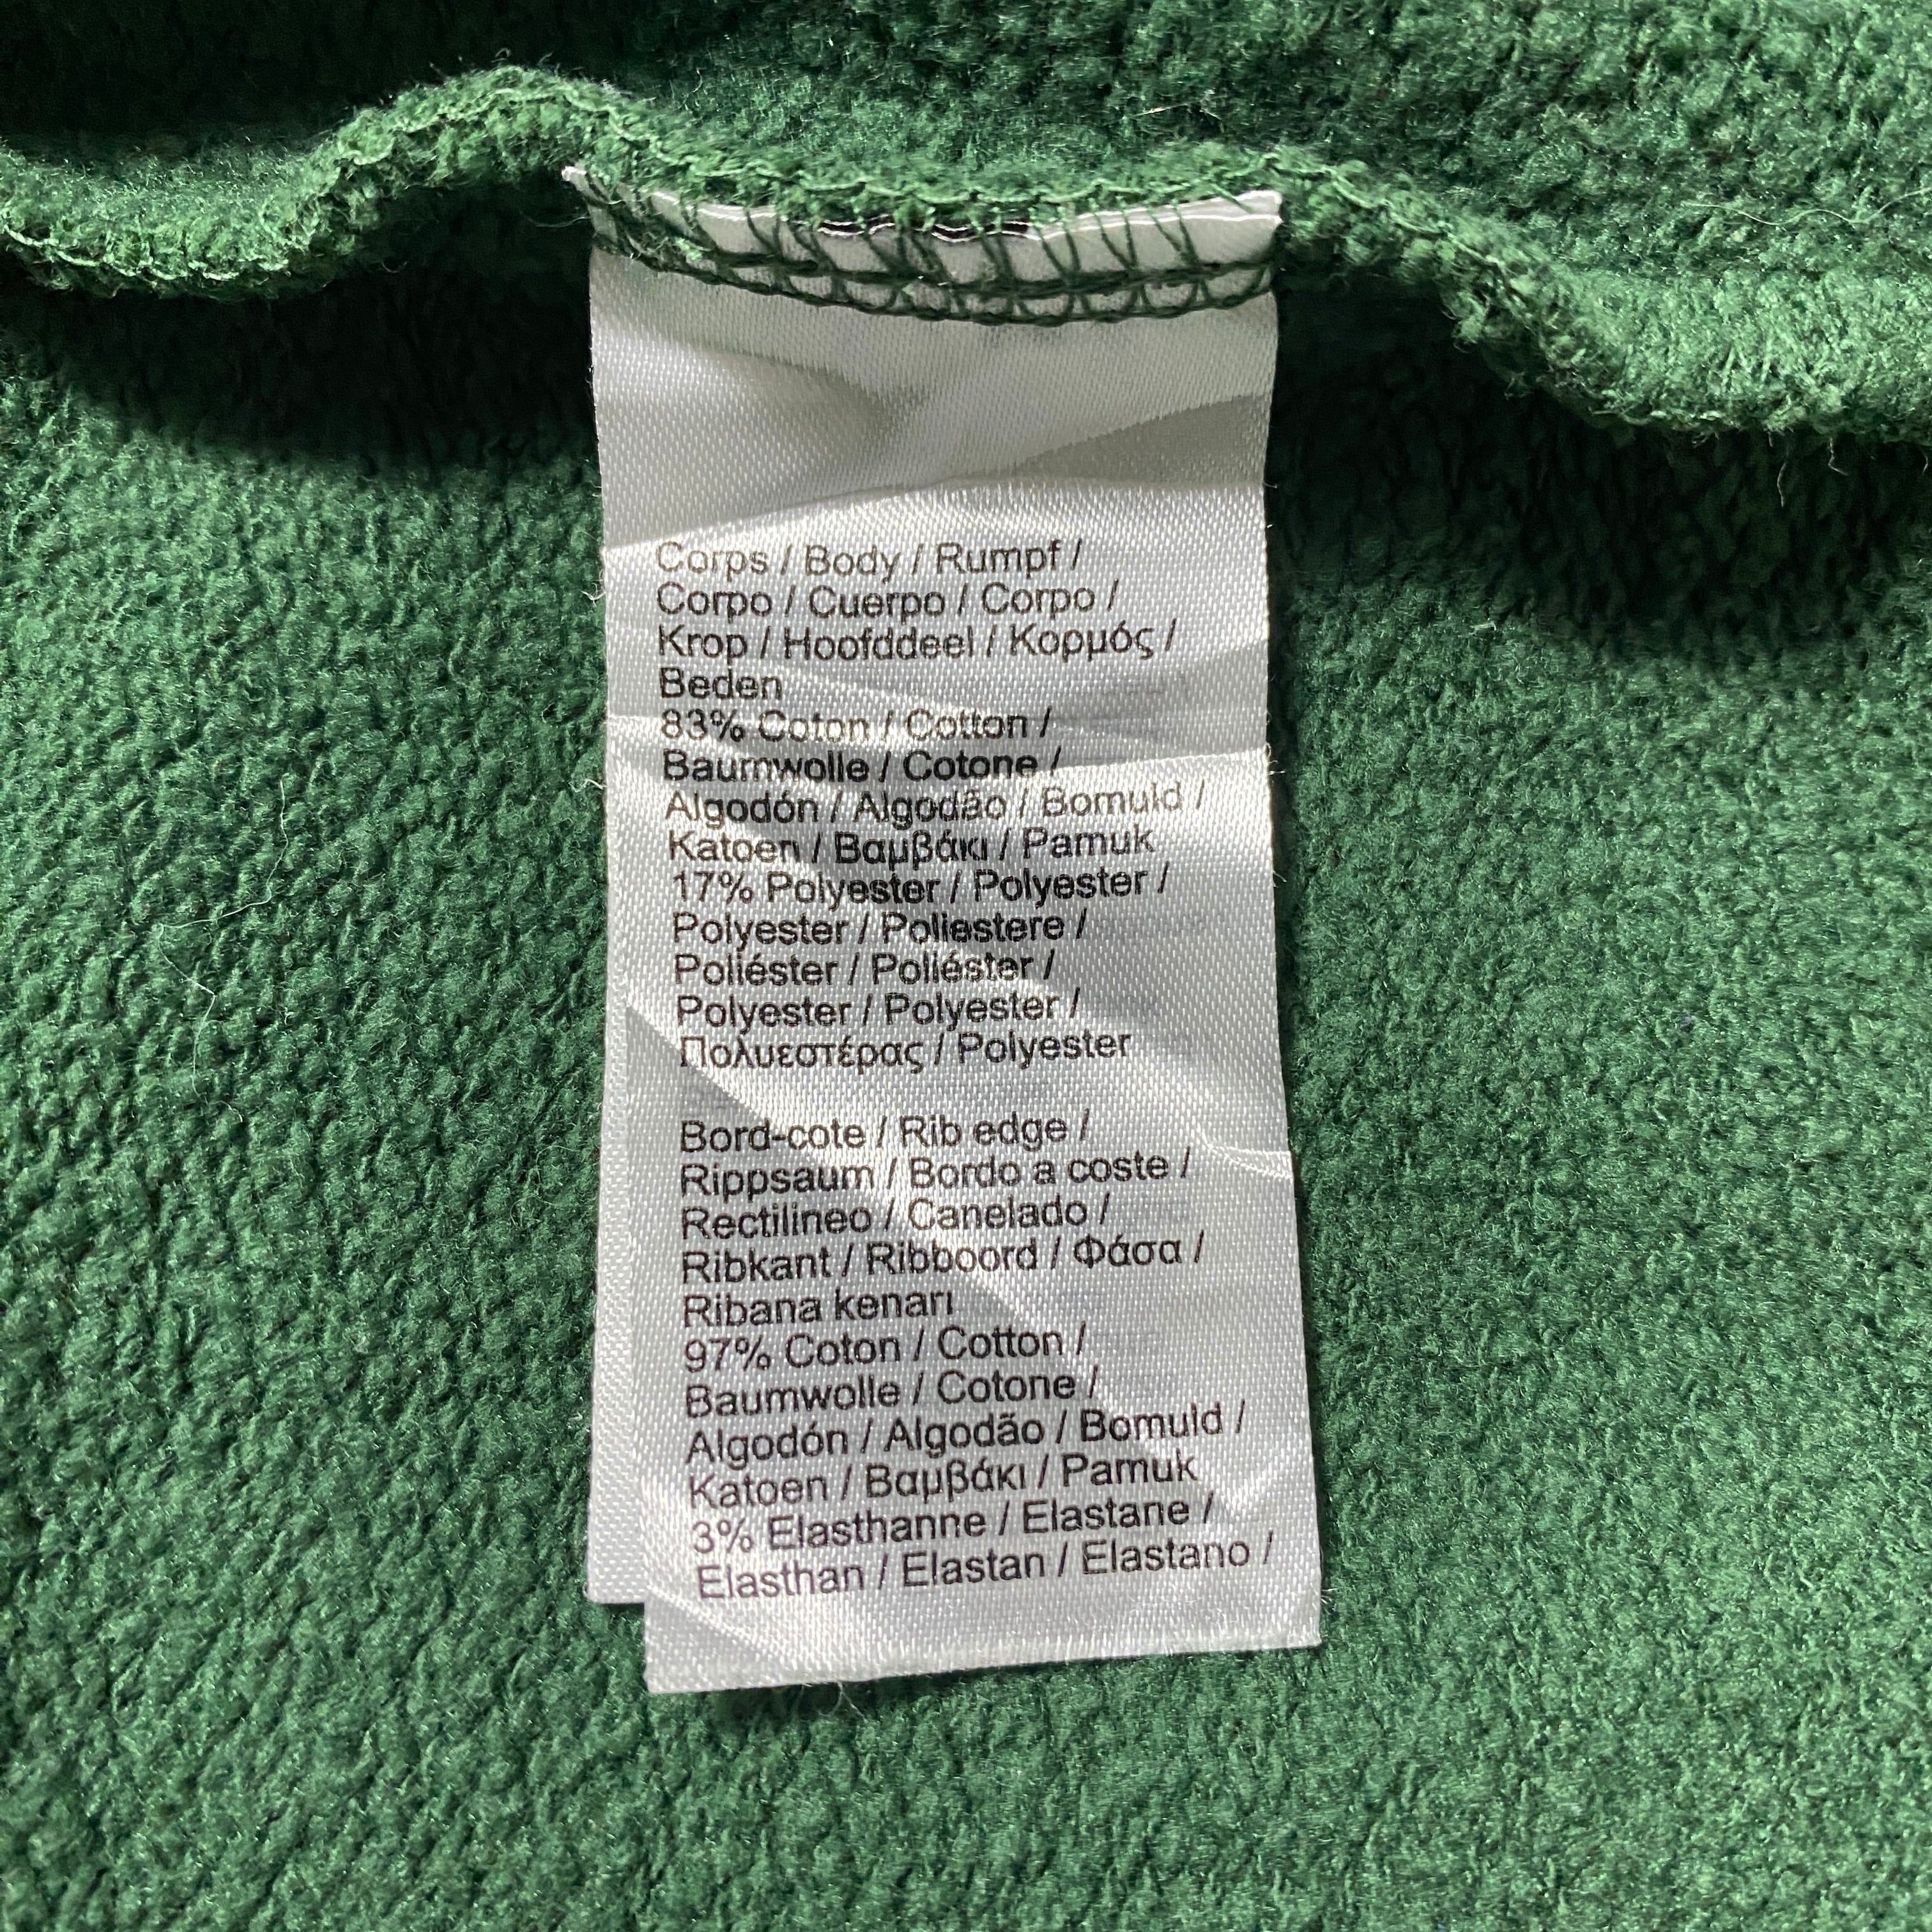 Corps / Body / Rumpf /
Corpo / Cuerpo / Corpo /
Krop / Hoofddeel / Κορμός /
Beden
83% Coton / Cotton /
Baumwolle / Cotone /
Algodón / Algodão / Bomuld /
Katoen / Βαμβάκι / Pamuk
17% Polyester / Polyester /
Polyester / Poliestere /
Poliéster / Poliéster /
Polyester / Polyester /
Πολυεστέρας / Polyester
Bord-cote / Rib edge /
Rippsaum / Bordo a coste /
Rectilineo / Canelado /
Ribkant / Ribboord / Φάσα /
Ribana kenarı
97% Coton / Cotton /
Baumwolle / Cotone /
Algodón / Algodão / Bomuld /
Katoen / Βαμβάκι / Pamuk
3% Elasthanne / Elastane /
Elasthan / Elastan / Elastano /